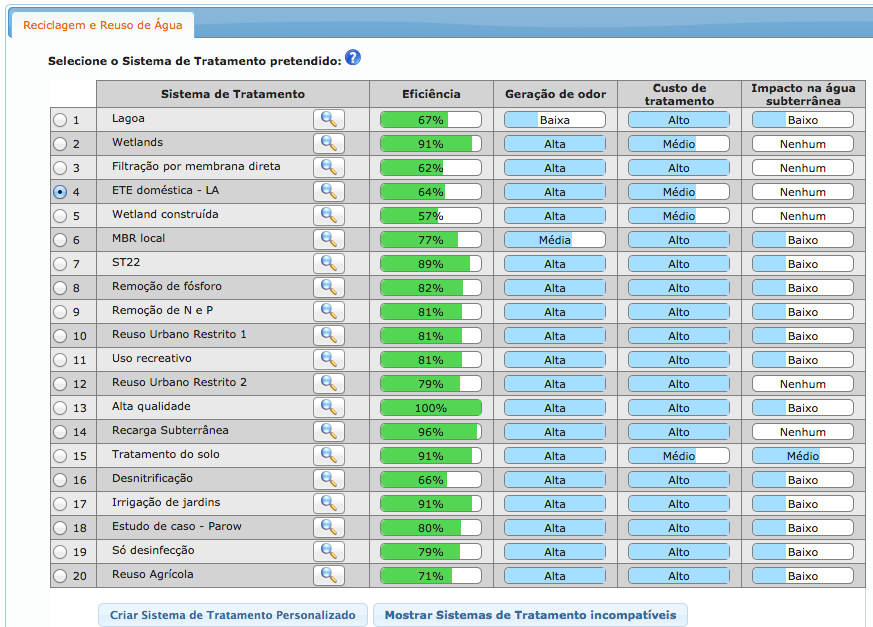 Reciclagem e Reuso de Água
Selecione o Sistema de Tratamento pretendido: ?
Sistema de Tratamento Eficiência Geração de odor Custo de tratamento Impacto na água subterrânea
1 Lagoa 67% Baixa Alto Baixo
2 Wetlands 91% Alta Médio Nenhum
3 Filtração por membrana direta 62% Alta Alto Nenhum
4 ETE doméstica - LA 64% Alta Médio Nenhum
5 Wetland construída 57% Alta Médio Nenhum
6 MBR local 77% Média Alto Baixo
7 ST22 89% Alta Alto Baixo
8 Remoção de fósforo 82% Alta Alto Baixo
9 Remoção de N e P 81% Alta Alto Baixo
10 Reuso Urbano Restrito 1 81% Alta Alto Baixo
11 Uso recreativo 81% Alta Alto Baixo
12 Reuso Urbano Restrito 2 79% Alta Alto Nenhum
13 Alta qualidade 100% Alta Alto Baixo
14 Recarga Subterrânea 96% Alta Alto Nenhum
15 Tratamento do solo 91% Alta Médio Médio
16 Desnitrificação 66% Alta Alto Baixo
17 Irrigação de jardins 91% Alta Alto Baixo
18 Estudo de caso - Parow 80% Alta Alto Baixo
19 Só desinfecção 79% Alta Alto Baixo
20 Reuso Agrícola 71% Alta Alto Baixo
Criar Sistema de Tratamento Personalizado Mostrar Sistemas de Tratamento incompatíveis